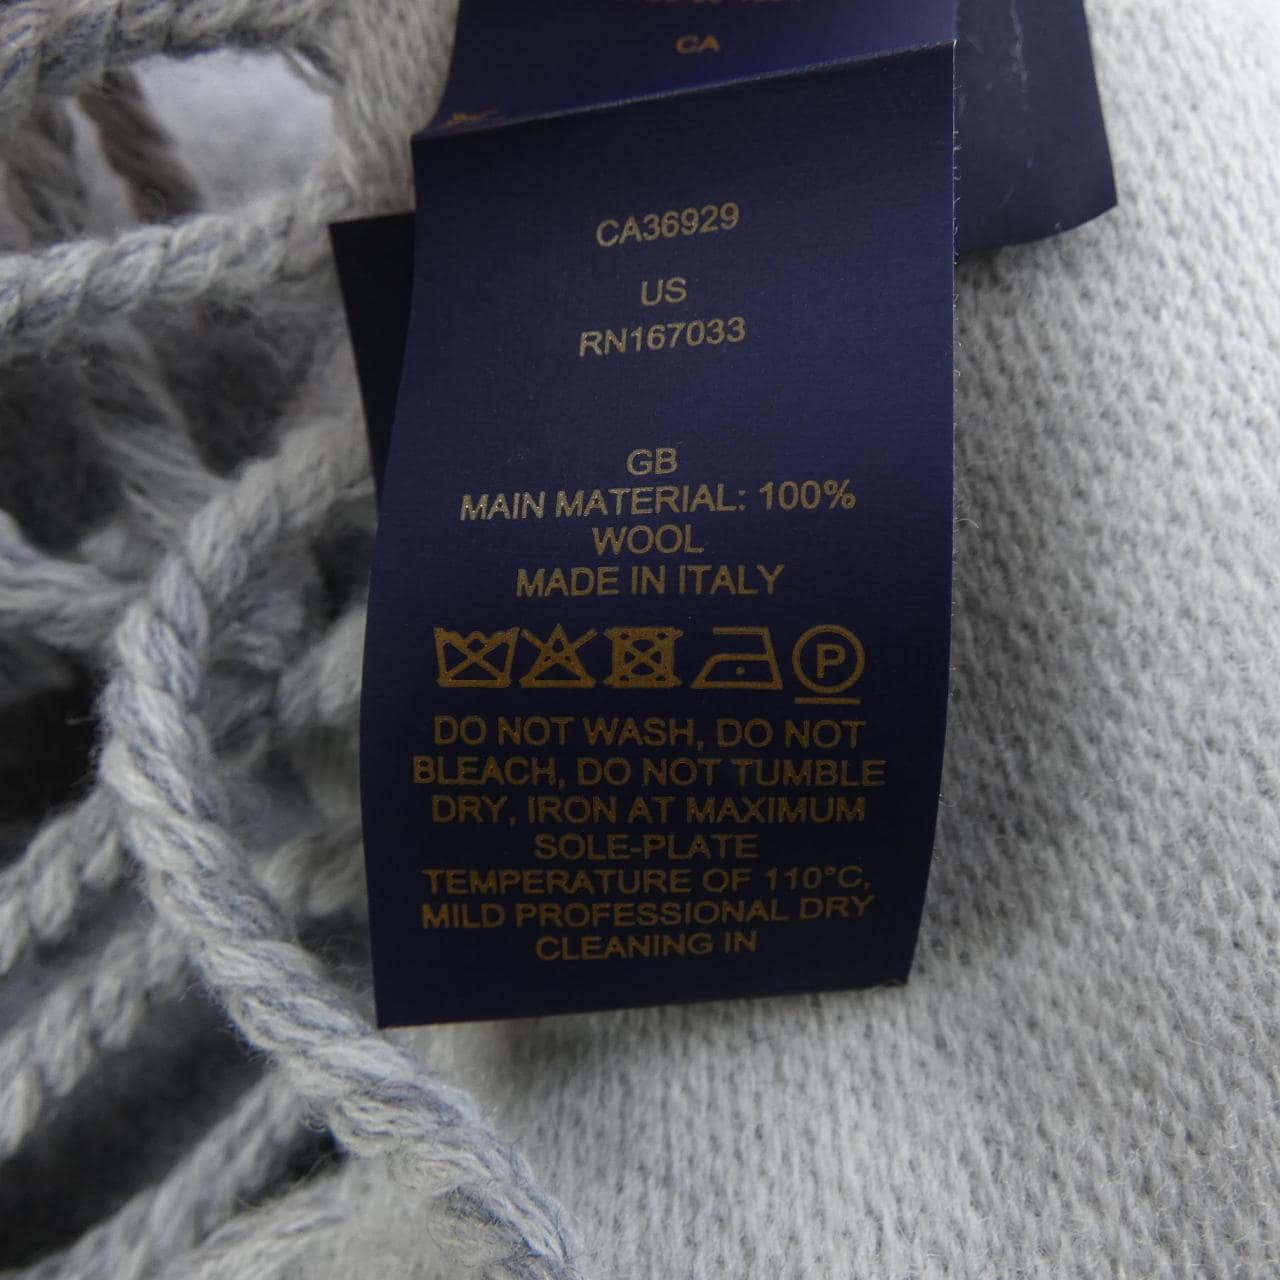 CA
CA36929
US
RN167033
GB
MAIN MATERIAL: 100%
WOOL
MADE IN ITALY
P
DO NOT WASH, DO NOT
BLEACH, DO NOT TUMBLE
DRY, IRON AT MAXIMUM
SOLE-PLATE
TEMPERATURE OF 110°C,
MILD PROFESSIONAL DRY
CLEANING IN